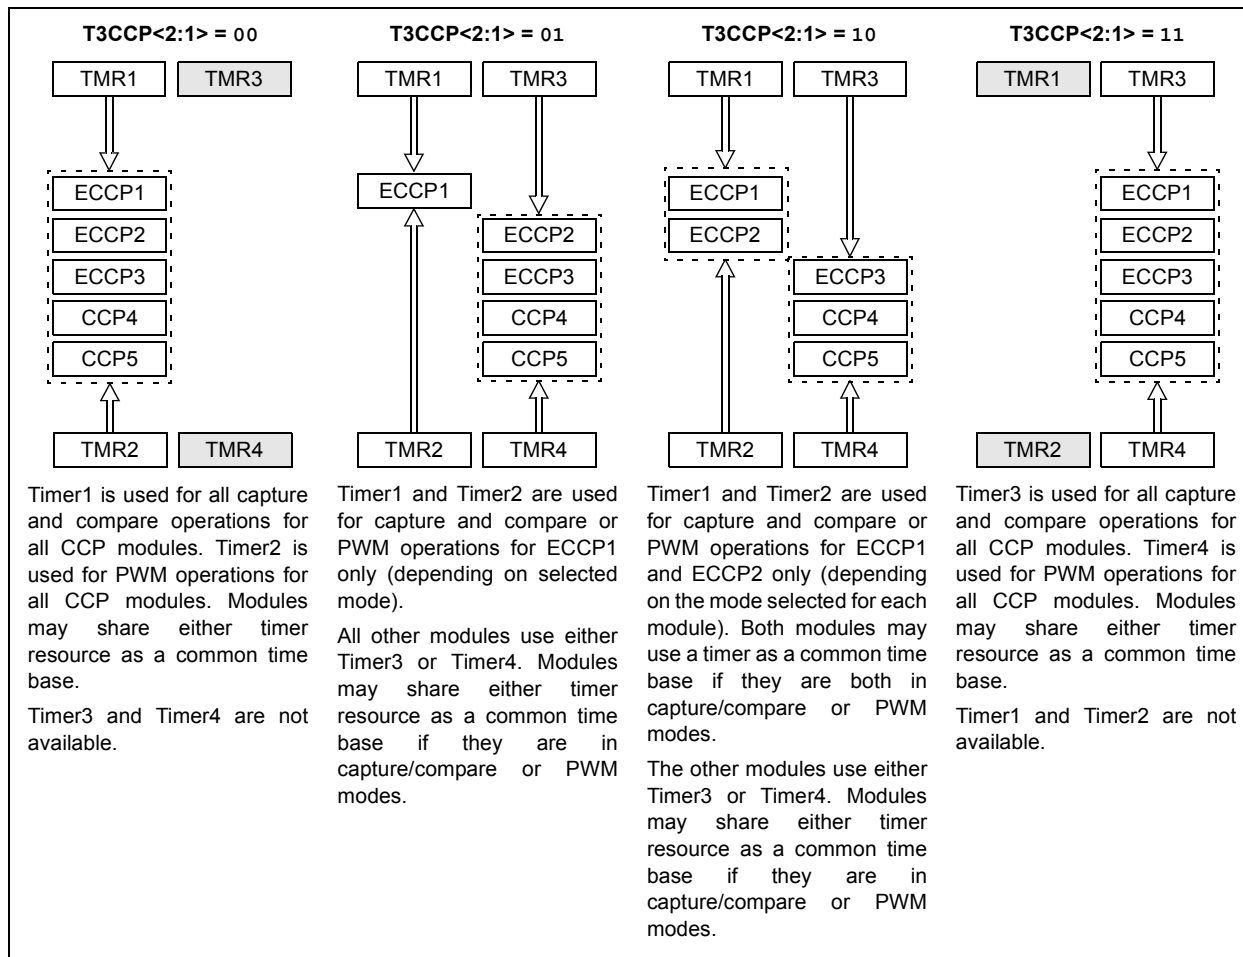 T3CCP<2:1> = 00
TMR1 TMR3
ECCP1
ECCP2
ECCP3
CCP4
CCP5
TMR2 TMR4
Timer1 is used for all capture
and compare operations for
all CCP modules. Timer2 is
used for PWM operations for
all CCP modules. Modules
may share either timer
resource as a common time
base.
Timer3 and Timer4 are not
available.
T3CCP<2:1> = 01
TMR1 TMR3
ECCP1
ECCP2
ECCP3
CCP4
CCP5
TMR2 TMR4
Timer1 and Timer2 are used
for capture and compare or
PWM operations for ECCP1
only (depending on selected
mode).
All other modules use either
Timer3 or Timer4. Modules
may share either timer
resource as a common time
base if they are in
capture/compare or PWM
modes.
T3CCP<2:1> = 10
TMR1 TMR3
ECCP1
ECCP2
ECCP3
CCP4
CCP5
TMR2 TMR4
Timer1 and Timer2 are used
for capture and compare or
PWM operations for ECCP1
and ECCP2 only (depending
on the mode selected for each
module). Both modules may
use a timer as a common time
base if they are both in
capture/compare or PWM
modes.
The other modules use either
Timer3 or Timer4. Modules
may share either timer
resource as a common time
base if they are in
capture/compare or PWM
modes.
T3CCP<2:1> = 11
TMR1 TMR3
ECCP1
ECCP2
ECCP3
CCP4
CCP5
TMR2 TMR4
Timer3 is used for all capture
and compare operations for
all CCP modules. Timer4 is
used for PWM operations for
all CCP modules. Modules
may share either timer
resource as a common time
base.
Timer1 and Timer2 are not
available.